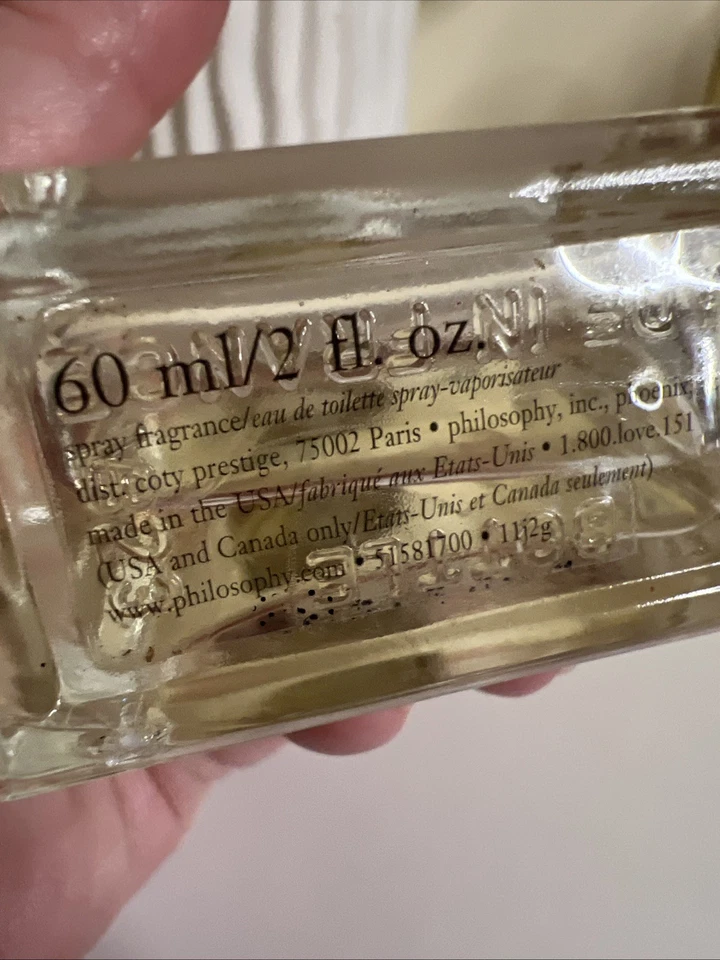 60 ml/2 fl. oz.
spray fragrance/eau de toilette spray-vaporisateur
dist. coty prestige, 75002 Paris • philosophy, inc., phoenix,
made in the USA/fabriqué aux Etats-Unis • 1.800.love.151
(USA and Canada only/Etats-Unis et Canada seulement)
www.philosophy.com • 51581700 • 11j2g